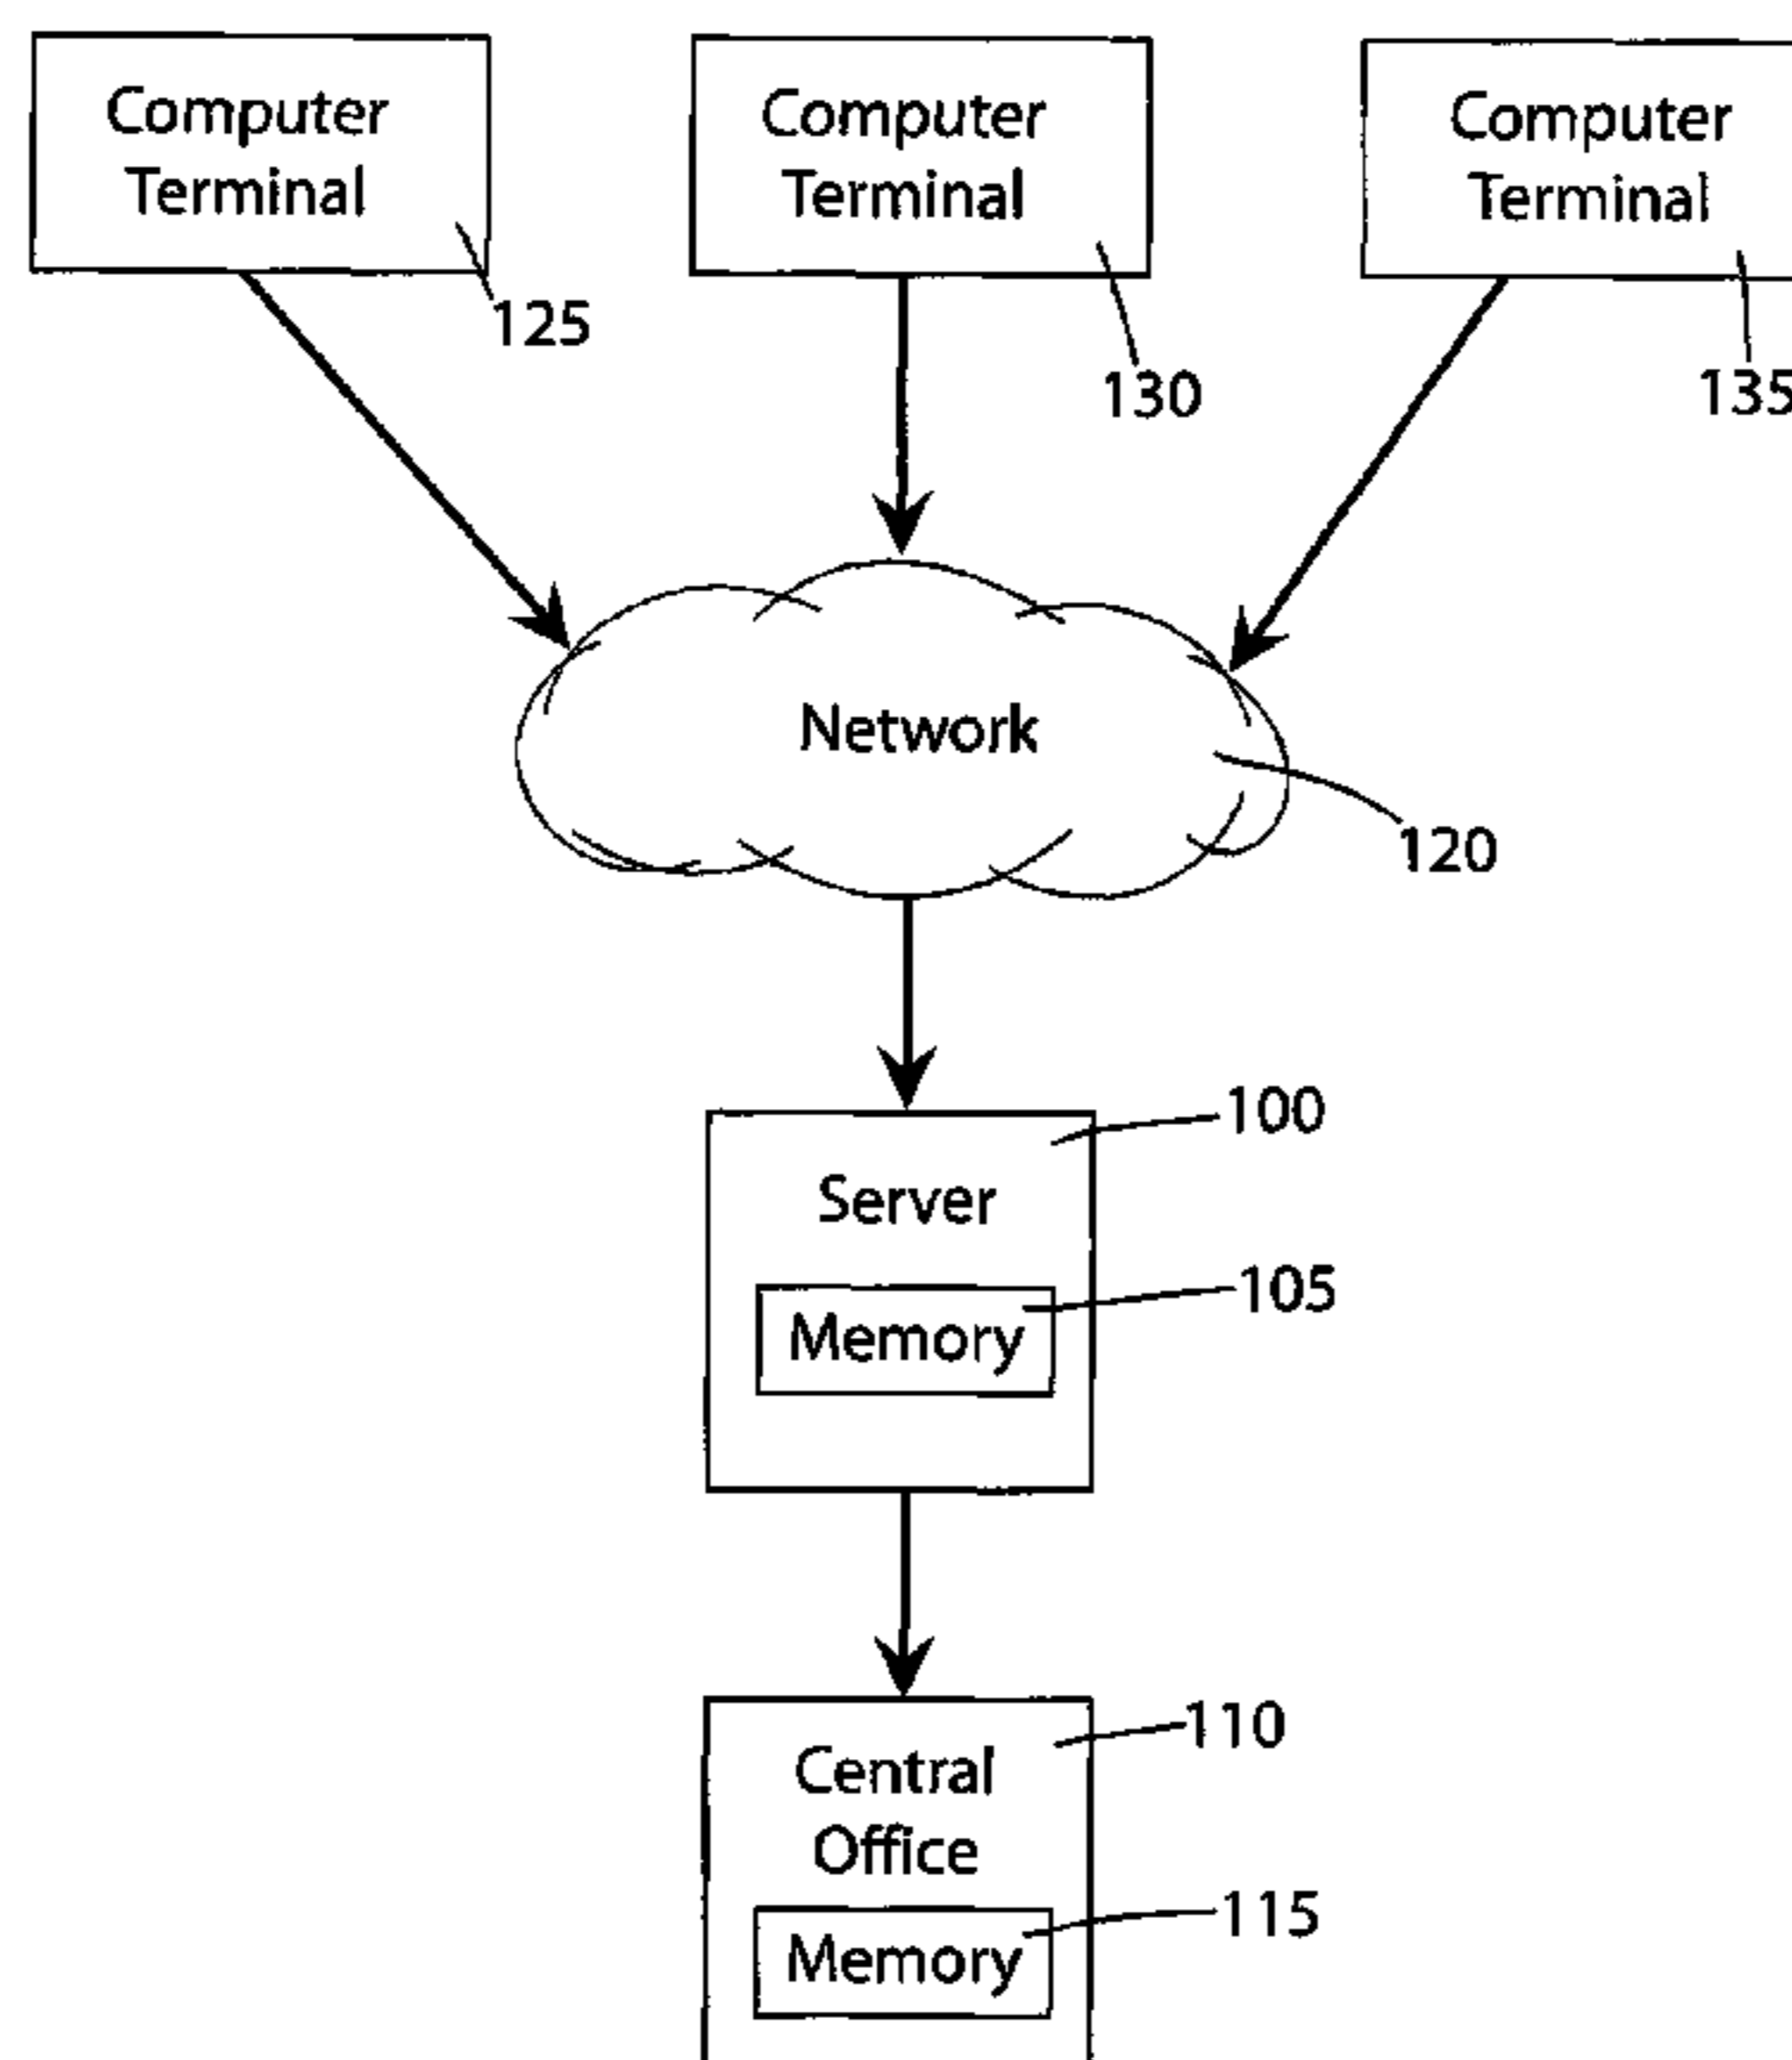 Computer
Terminal
125
Computer
Terminal
130
Computer
Terminal
135
Network
120
100
Server
105
Memory
110
Central
Office
115
Memory